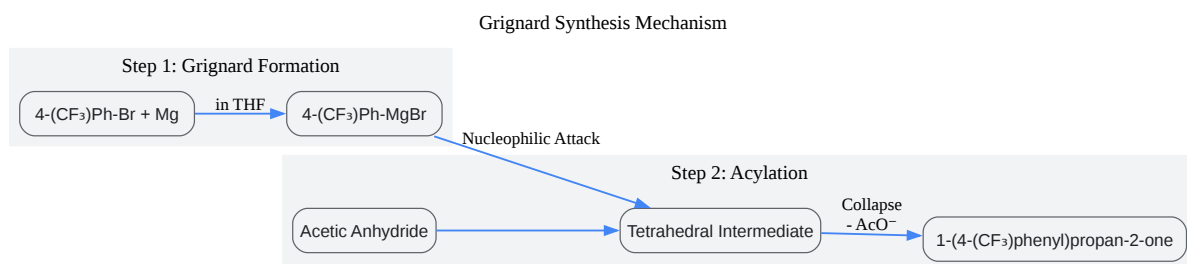 Grignard Synthesis Mechanism
Step 1: Grignard Formation
4-(CF₃)Ph-Br + Mg
in THF
4-(CF₃)Ph-MgBr
Nucleophilic Attack
Step 2: Acylation
Acetic Anhydride
Tetrahedral Intermediate
Collapse
- AcO⁻
1-(4-(CF₃)phenyl)propan-2-one